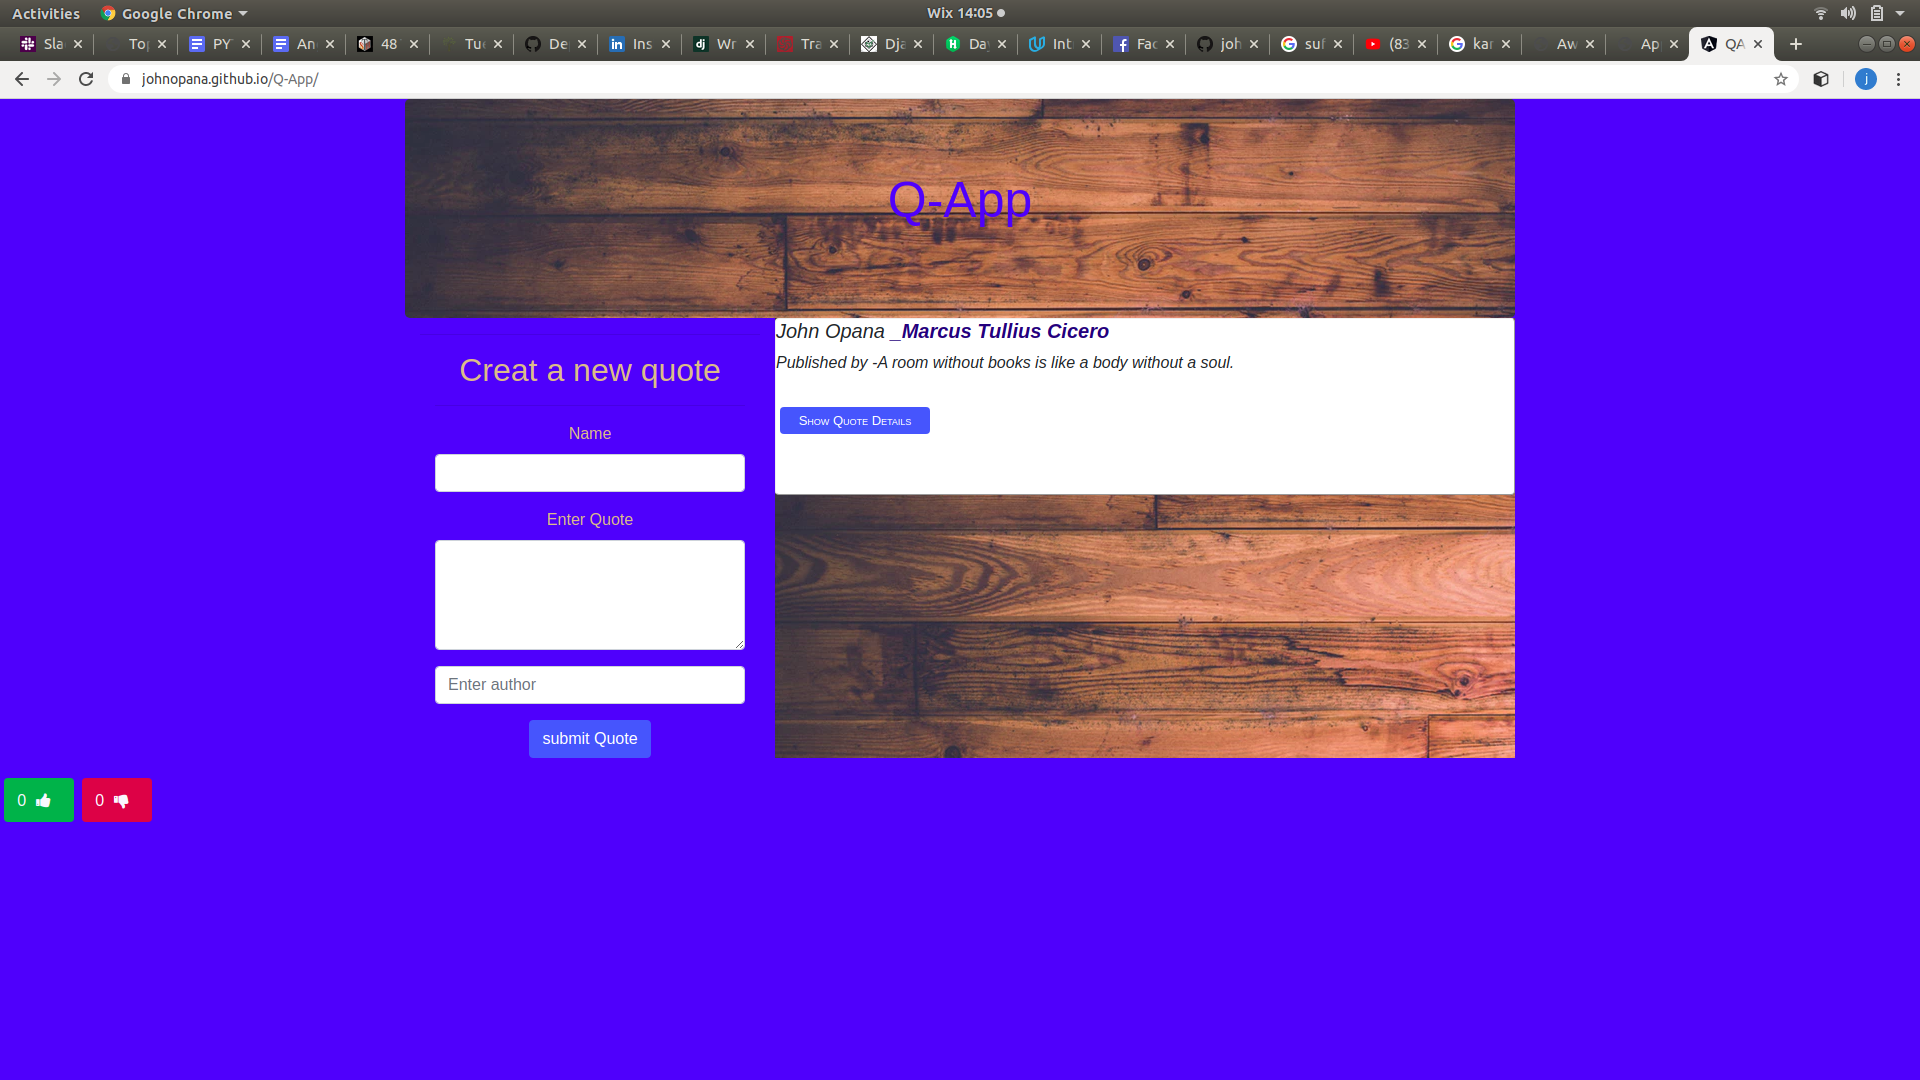 Activities Google Chrome Wix 14:05
Sla Top PY An 48 Tue De Ins Wr Tra Dja Day Int Fac joh suf (83 kar Aw Ap QA
johnopana.github.io/Q-App/ j
Q-App
John Opana _Marcus Tullius Cicero
Published by -A room without books is like a body without a soul.
Show Quote Details
Creat a new quote
Name
Enter Quote
Enter author
submit Quote
0 0